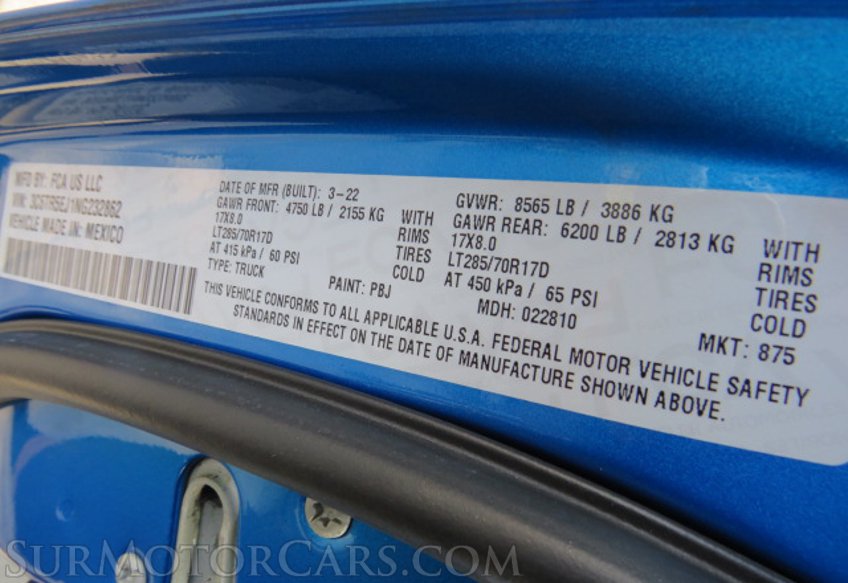 MFD BY: FCA US LLC
VIN: 3C6TR5EJ1NG232862
VEHICLE MADE IN: MEXICO
DATE OF MFR (BUILT): 3-22
GAWR FRONT: 4750 LB / 2155 KG WITH
17X8.0 RIMS
LT285/70R17D TIRES
AT 415 kPa / 60 PSI COLD
TYPE: TRUCK PAINT: PBJ
GVWR: 8565 LB / 3886 KG
GAWR REAR: 6200 LB / 2813 KG WITH
17X8.0 RIMS
LT285/70R17D TIRES
AT 450 kPa / 65 PSI COLD
MDH: 022810 MKT: 875
THIS VEHICLE CONFORMS TO ALL APPLICABLE U.S.A. FEDERAL MOTOR VEHICLE SAFETY
STANDARDS IN EFFECT ON THE DATE OF MANUFACTURE SHOWN ABOVE.
SurMotorCars.com